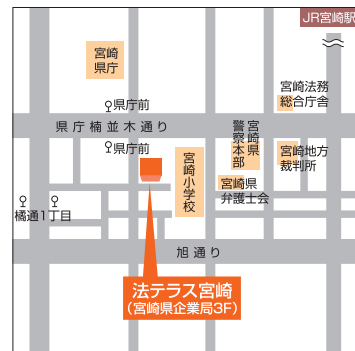 JR宮崎駅
宮崎
県庁
宮崎法務
総合庁舎
県庁前
県庁楠並木通り
県庁前
宮崎県
警察本部
宮崎小学校
宮崎地方
裁判所
宮崎県
弁護士会
橘通1丁目
旭通り
法テラス宮崎
(宮崎県企業局3F)